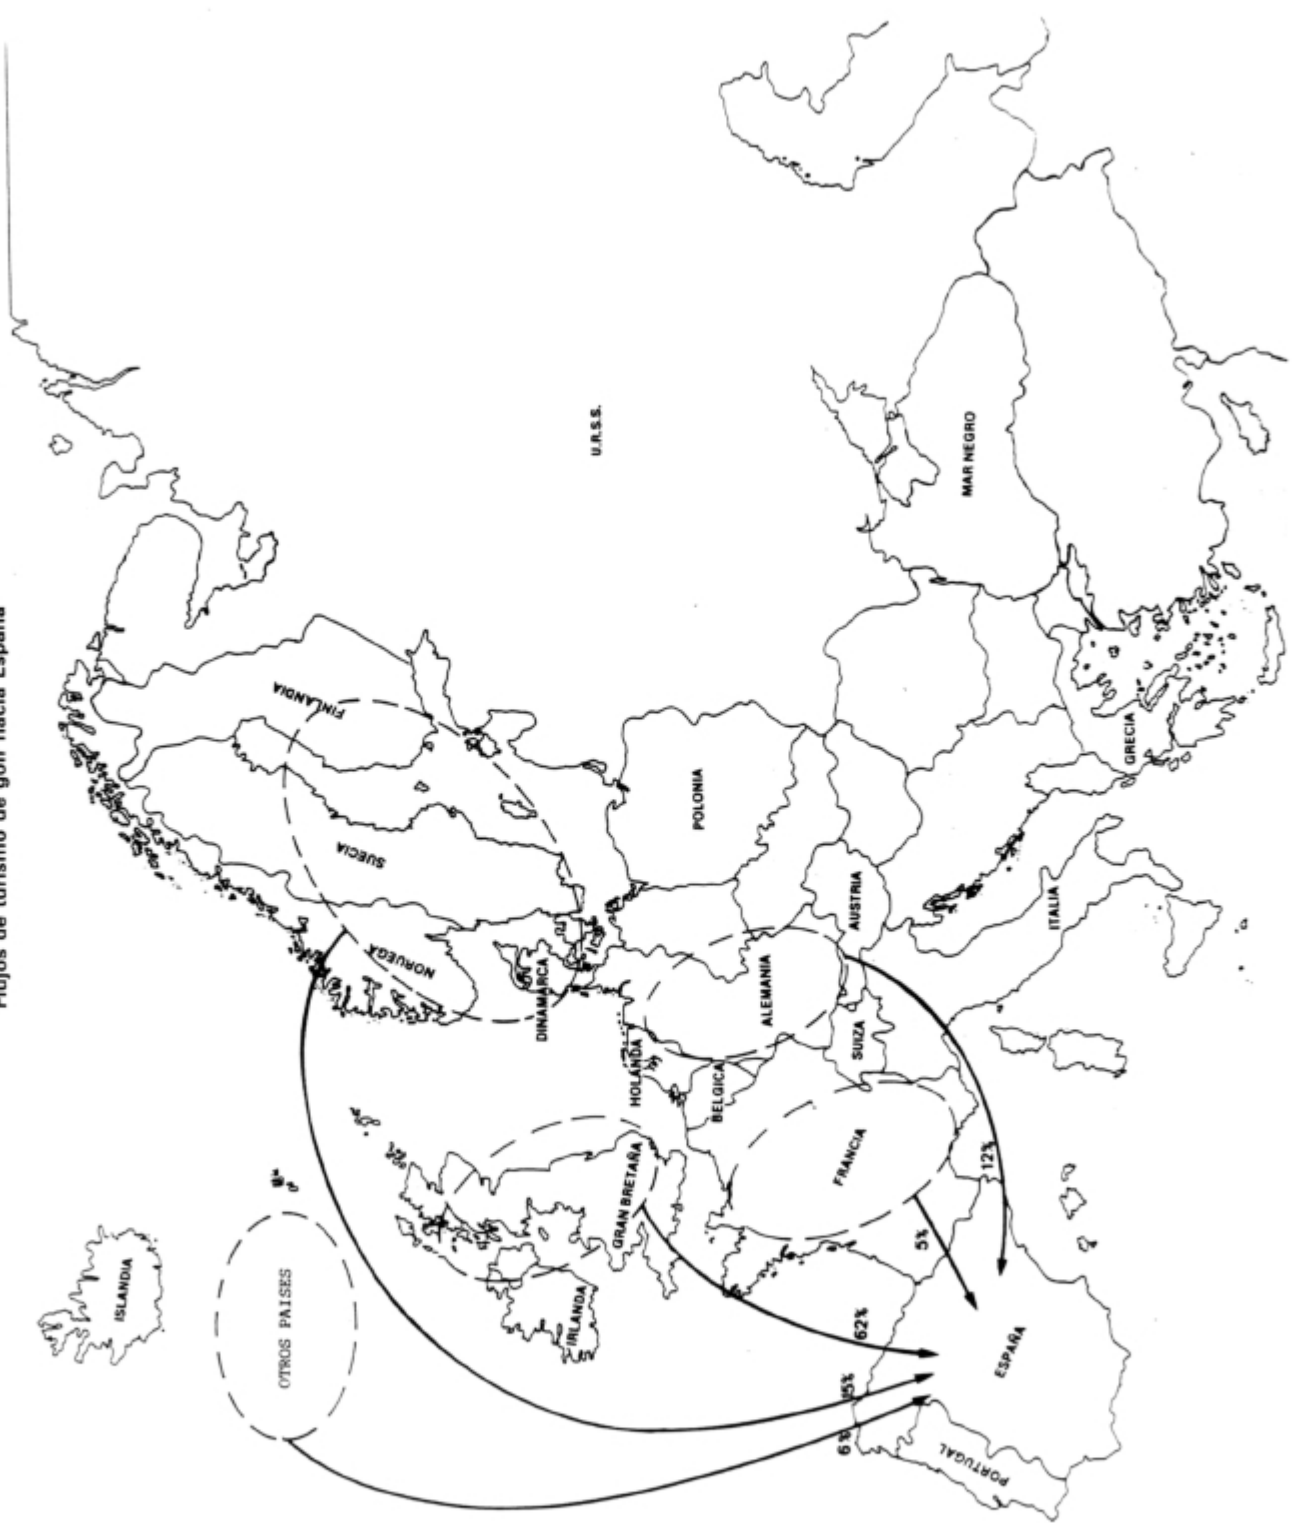 Flujos de turismo de golf hacia España
ISLANDIA
OTROS PAISES
NORUEGA
SUECIA
FINLANDIA
U.R.S.S.
IRLANDA
GRAN BRETAÑA
DINAMARCA
HOLANDA
BELGICA
ALEMANIA
POLONIA
FRANCIA
SUIZA
AUSTRIA
MAR NEGRO
ITALIA
GRECIA
PORTUGAL
ESPAÑA
6%
15%
62%
5%
12%